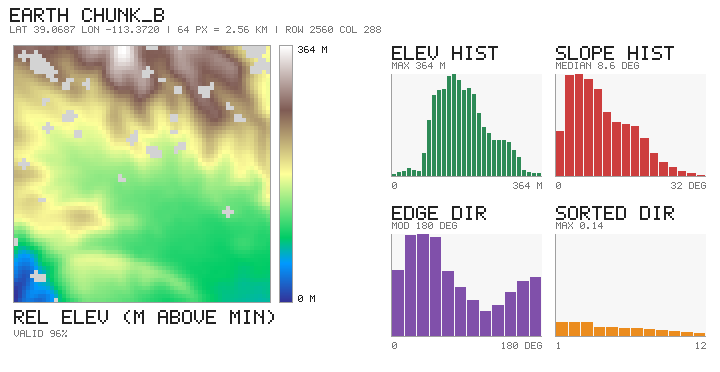 EARTH CHUNK_B
LAT 39.0687 LON -113.3720 | 64 PX = 2.56 KM | ROW 2560 COL 288
364 M
0 M
REL ELEV (M ABOVE MIN)
VALID 96%
ELEV HIST
MAX 364 M
0 364 M
SLOPE HIST
MEDIAN 8.6 DEG
0 32 DEG
EDGE DIR
MOD 180 DEG
0 180 DEG
SORTED DIR
MAX 0.14
1 12